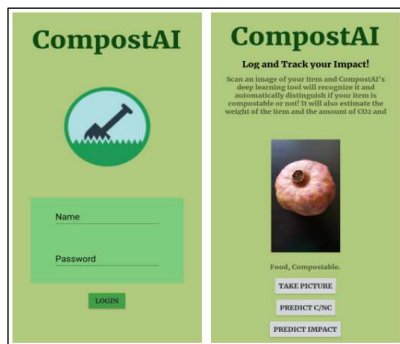 CompostAI
Name
Password
LOGIN
CompostAI
Log and Track your Impact!
Scan an image of your item and CompostAI's
deep learning tool will recognize it and
automatically distinguish if your item is
compostable or not! It will also estimate the
weight of the item and the amount of CO2 and
Food, Compostable.
TAKE PICTURE
PREDICT C/NC
PREDICT IMPACT